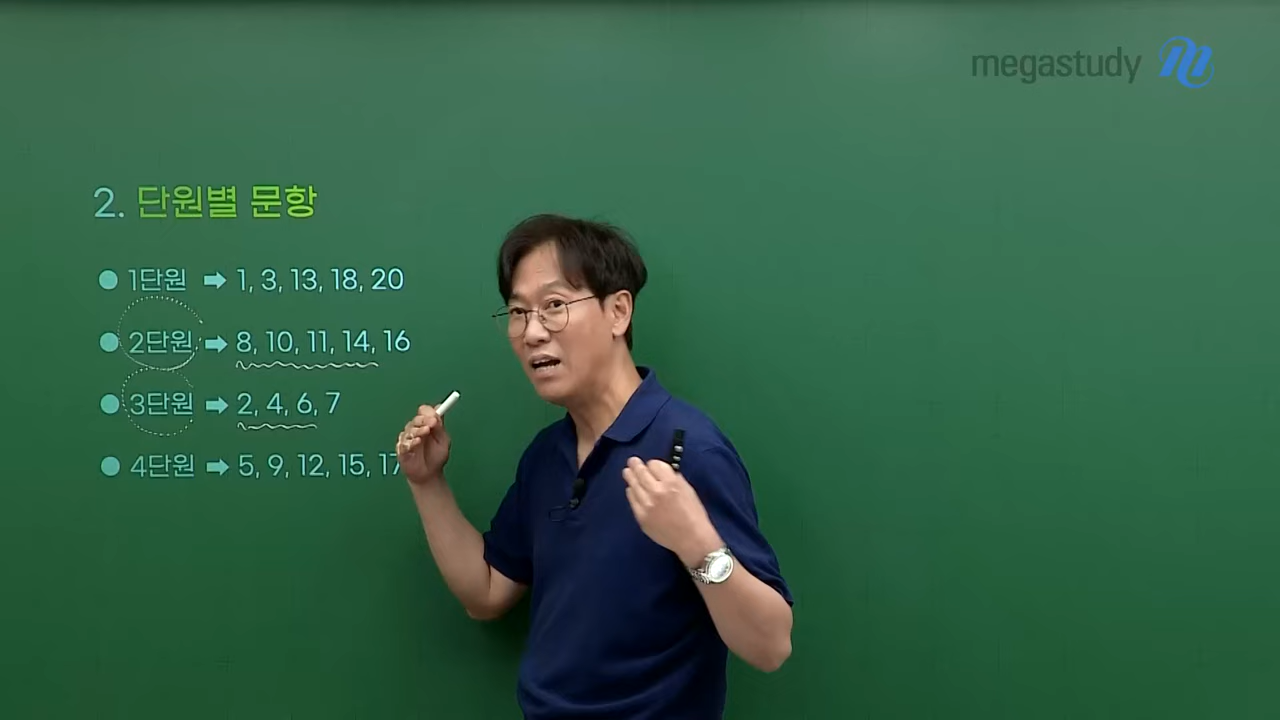 megastudy
2. 단원별 문항
1단원 ➡ 1, 3, 13, 18, 20
2단원 ➡ 8, 10, 11, 14, 16
3단원 ➡ 2, 4, 6, 7
4단원 ➡ 5, 9, 12, 15, 17